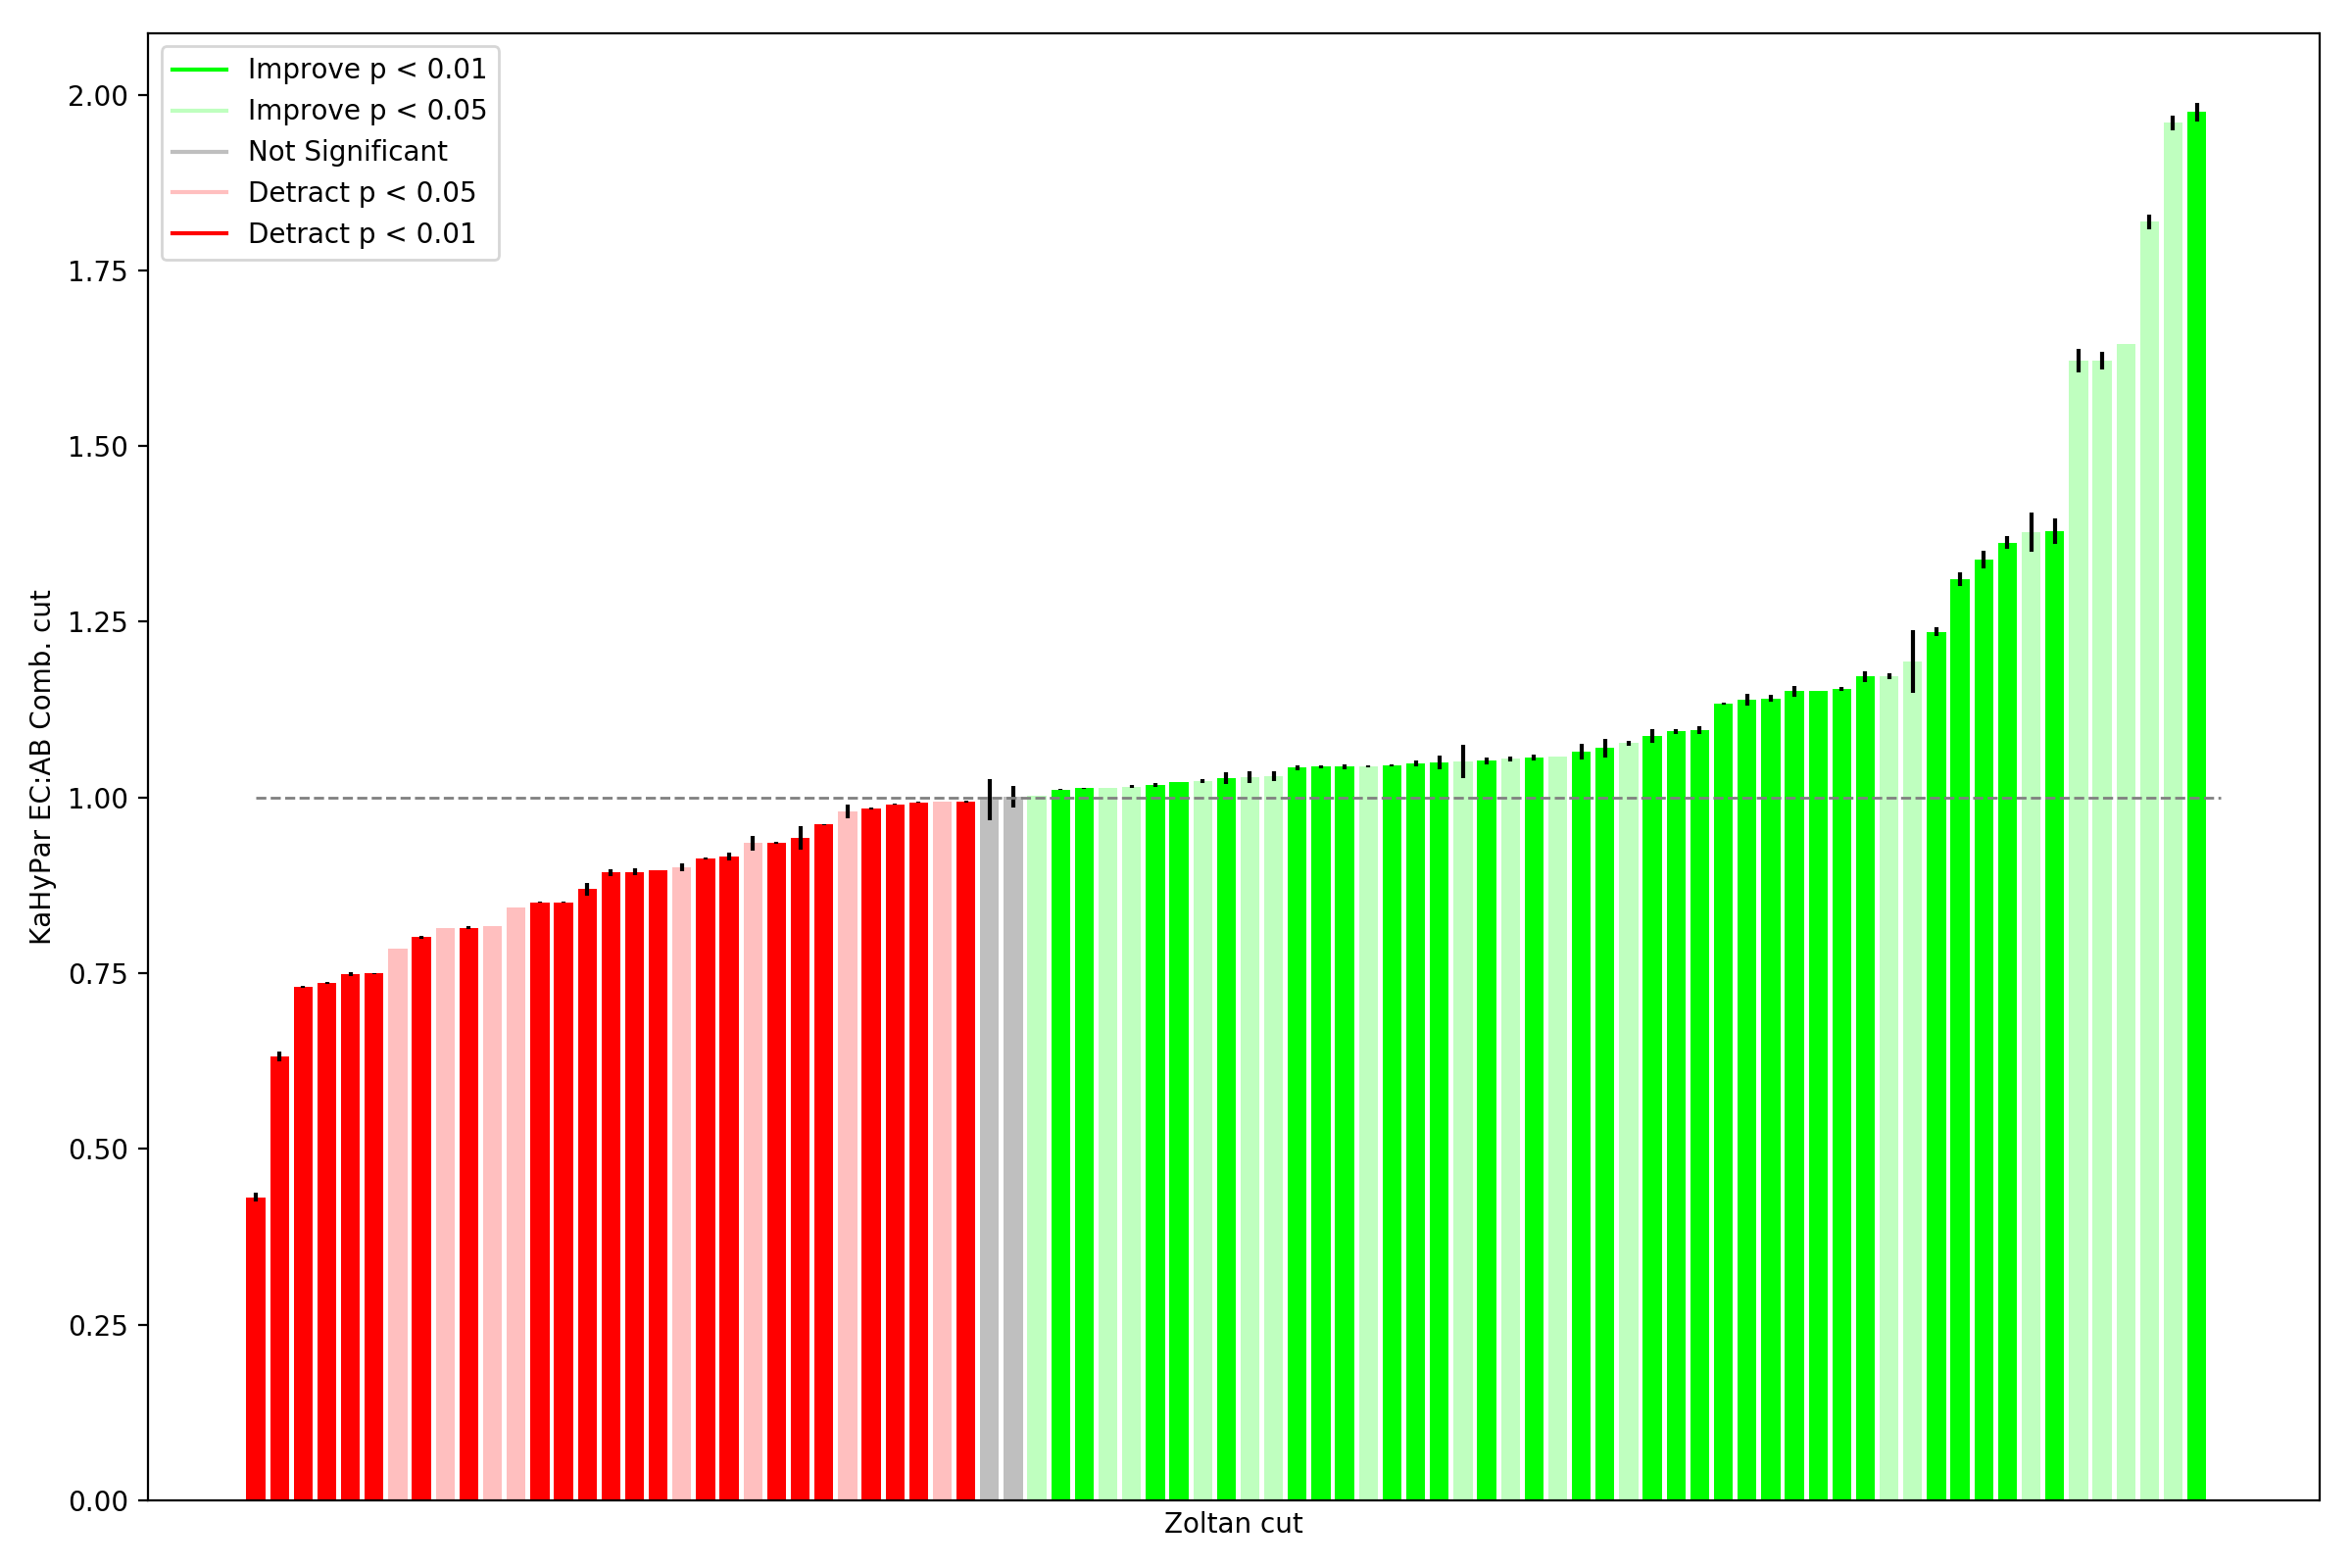 Improve p < 0.01
Improve p < 0.05
Not Significant
Detract p < 0.05
Detract p < 0.01
2.00
1.75
1.50
1.25
1.00
0.75
0.50
0.25
0.00
KaHyPar EC:AB Comb. cut
Zoltan cut